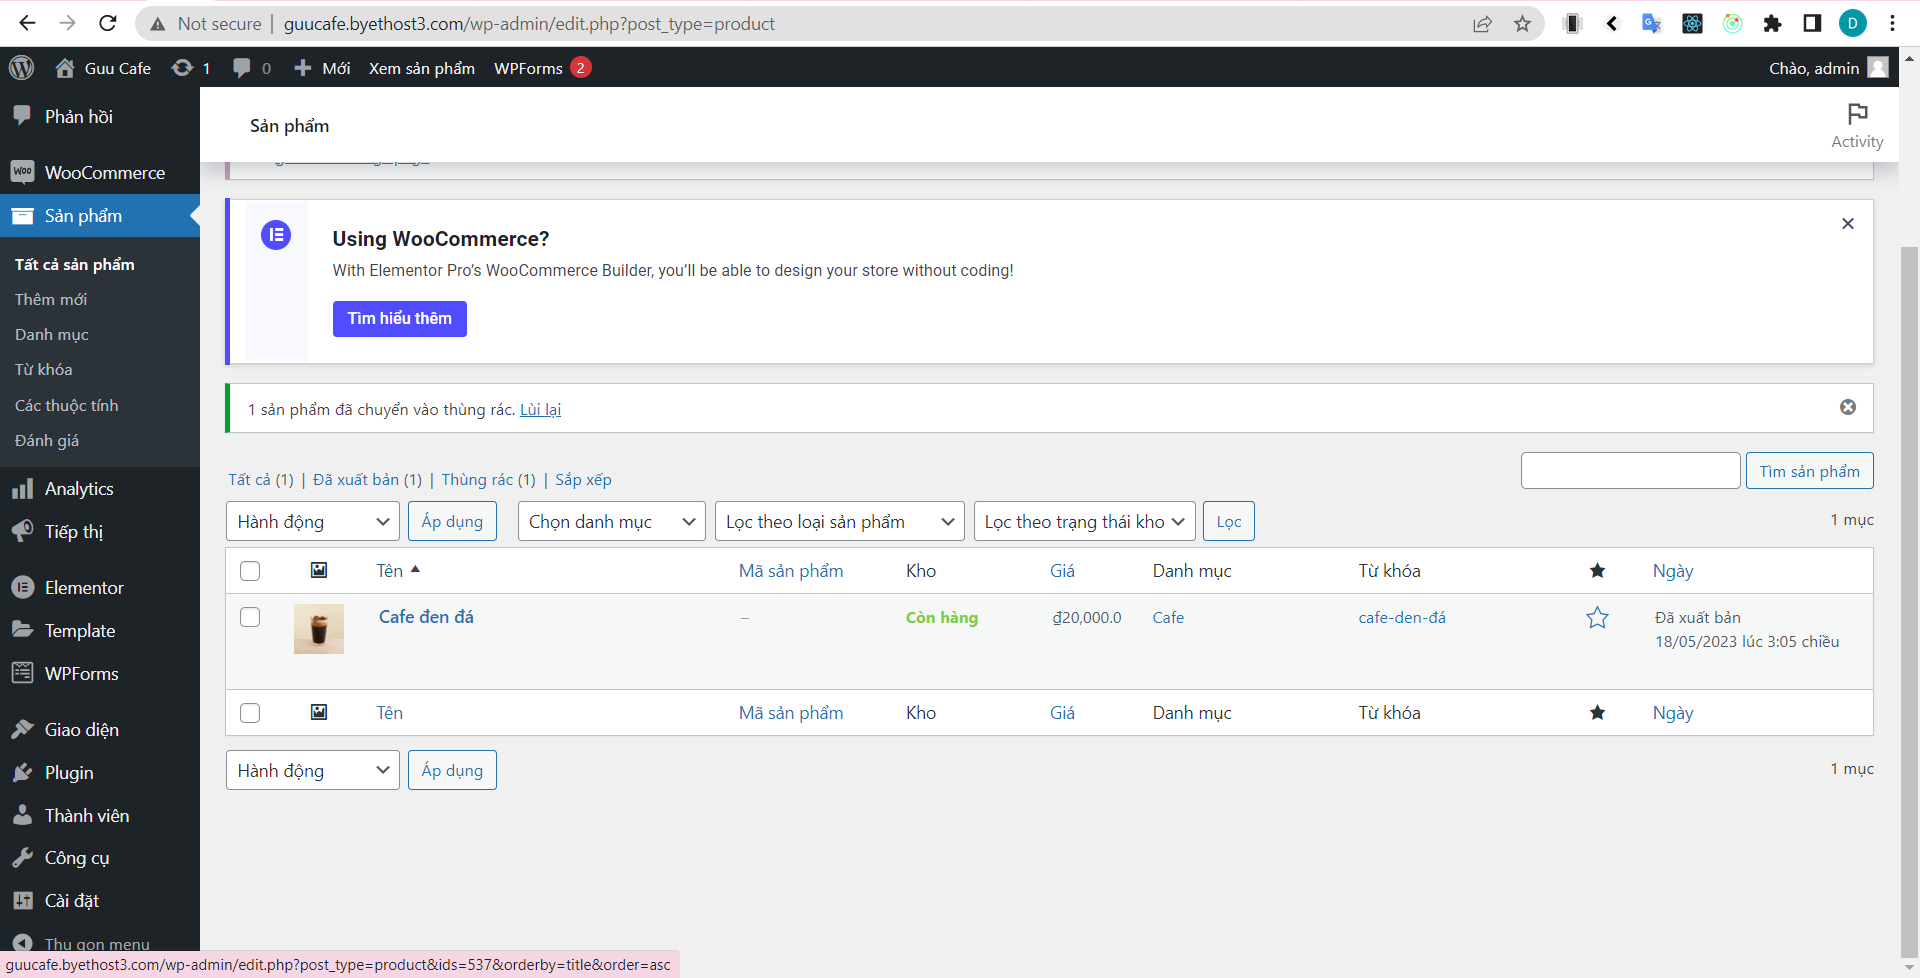 Not secure | guucafe.byethost3.com/wp-admin/edit.php?post_type=product
D
Guu Cafe 1 0 Mới Xem sản phẩm WPForms 2
Chào, admin
Phản hồi
WooCommerce
Sản phẩm
Tất cả sản phẩm
Thêm mới
Danh mục
Từ khóa
Các thuộc tính
Đánh giá
Analytics
Tiếp thị
Elementor
Template
WPForms
Giao diện
Plugin
Thành viên
Công cụ
Cài đặt
Thu gọn menu
Sản phẩm
Activity
Using WooCommerce?
With Elementor Pro’s WooCommerce Builder, you’ll be able to design your store without coding!
Tìm hiểu thêm
1 sản phẩm đã chuyển vào thùng rác. Lùi lại
Tất cả (1) | Đã xuất bản (1) | Thùng rác (1) | Sắp xếp
Tìm sản phẩm
Hành động Áp dụng Chọn danh mục Lọc theo loại sản phẩm Lọc theo trạng thái kho Lọc
1 mục
Tên Mã sản phẩm Kho Giá Danh mục Từ khóa Ngày
Cafe đen đá – Còn hàng ₫20,000.0 Cafe cafe-den-đá Đã xuất bản
18/05/2023 lúc 3:05 chiều
Tên Mã sản phẩm Kho Giá Danh mục Từ khóa Ngày
Hành động Áp dụng
1 mục
guucafe.byethost3.com/wp-admin/edit.php?post_type=product&ids=537&orderby=title&order=asc